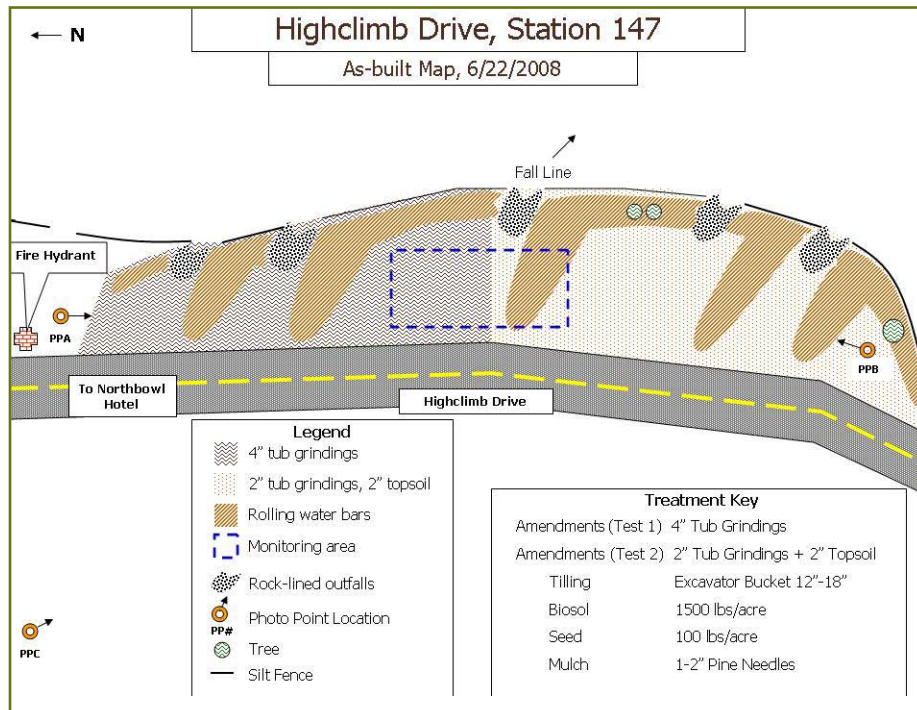 N
Highclimb Drive, Station 147
As-built Map, 6/22/2008
Fall Line
Fire Hydrant
PPA
PPB
To Northbowl
Hotel
Highclimb Drive
Legend
4” tub grindings
2” tub grindings, 2” topsoil
Rolling water bars
Monitoring area
Rock-lined outfalls
PP# Photo Point Location
Tree
Silt Fence
PPC
Treatment Key
Amendments (Test 1) 4” Tub Grindings
Amendments (Test 2) 2” Tub Grindings + 2” Topsoil
Tilling Excavator Bucket 12”-18”
Biosol 1500 lbs/acre
Seed 100 lbs/acre
Mulch 1-2” Pine Needles